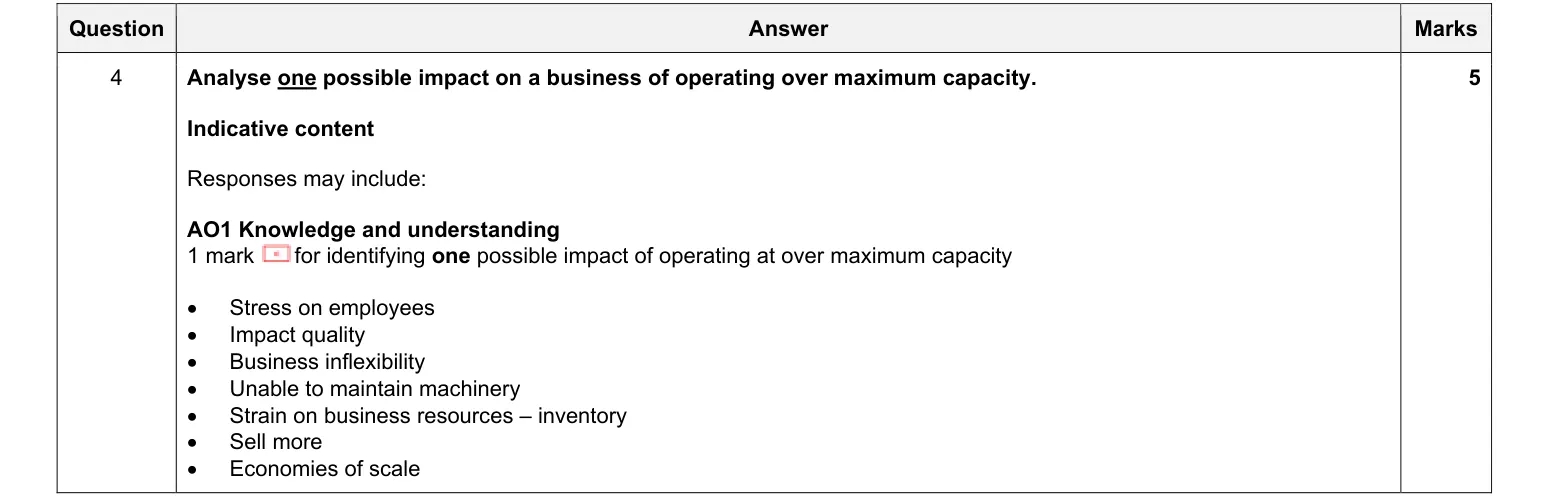 Question Answer Marks
4 Analyse one possible impact on a business of operating over maximum capacity. 5
Indicative content
Responses may include:
AO1 Knowledge and understanding
1 mark for identifying one possible impact of operating at over maximum capacity
• Stress on employees
• Impact quality
• Business inflexibility
• Unable to maintain machinery
• Strain on business resources – inventory
• Sell more
• Economies of scale